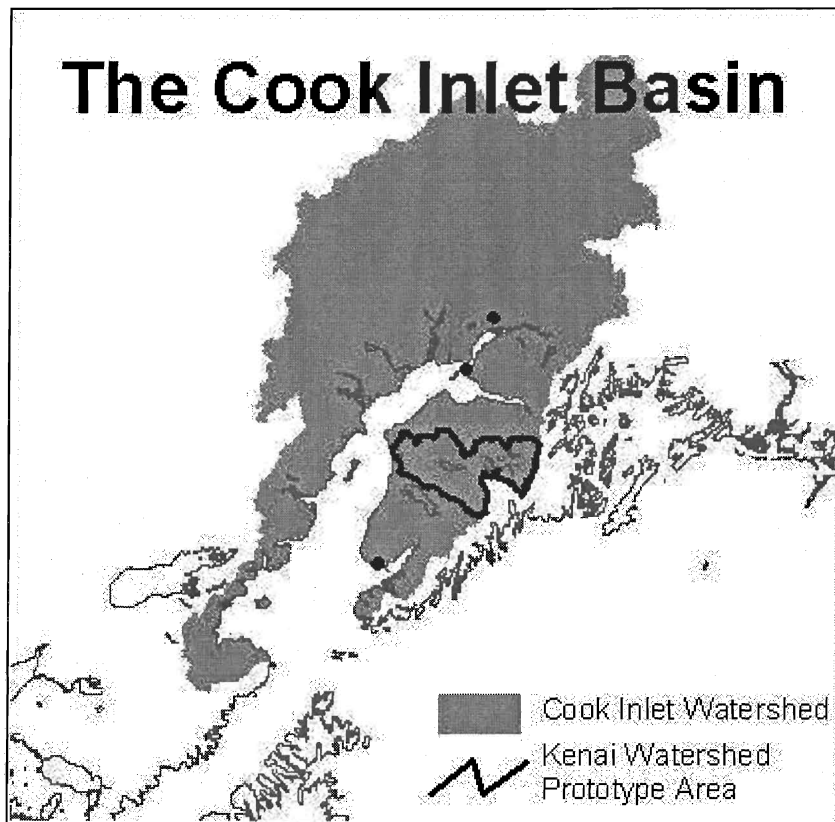 The Cook Inlet Basin
Cook Inlet Watershed
Kenai Watershed
Prototype Area